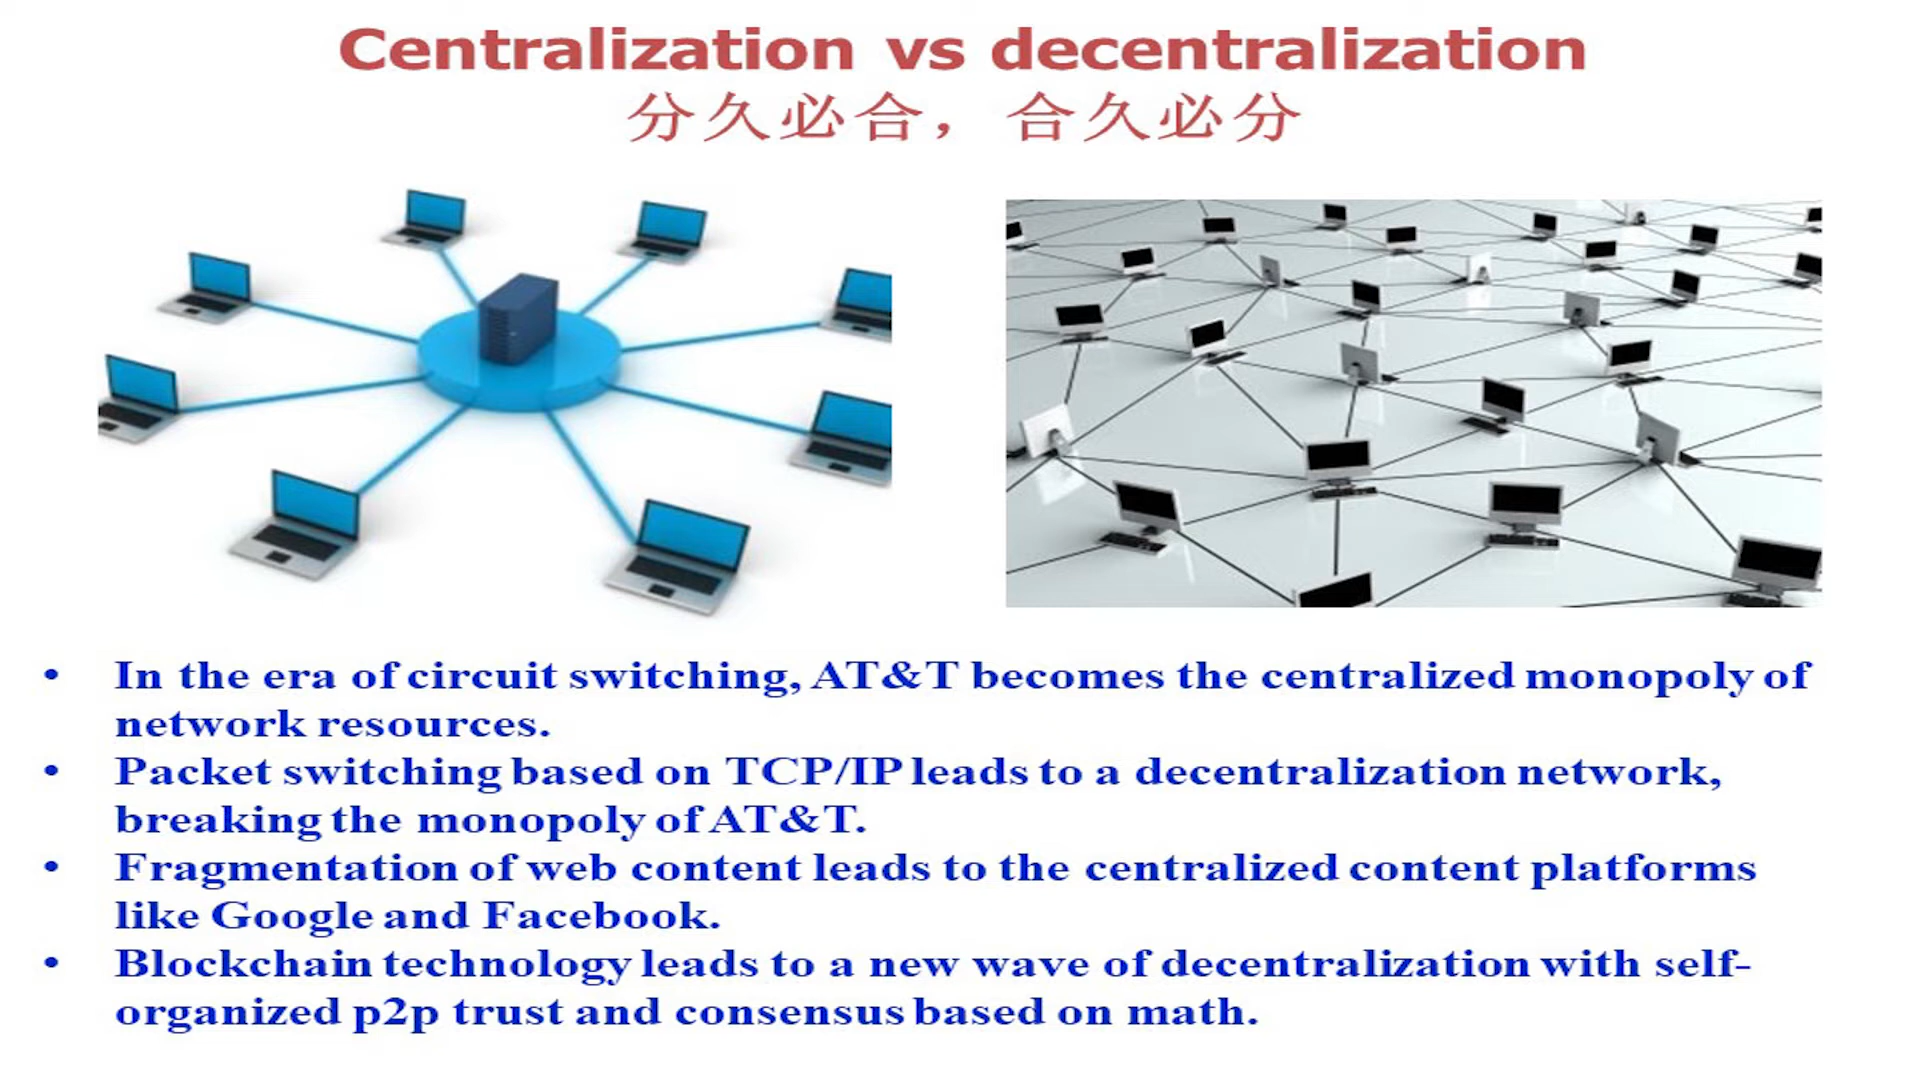 Centralization vs decentralization
分久必合，合久必分
• In the era of circuit switching, AT&T becomes the centralized monopoly of
network resources.
• Packet switching based on TCP/IP leads to a decentralization network,
breaking the monopoly of AT&T.
• Fragmentation of web content leads to the centralized content platforms
like Google and Facebook.
• Blockchain technology leads to a new wave of decentralization with self-
organized p2p trust and consensus based on math.